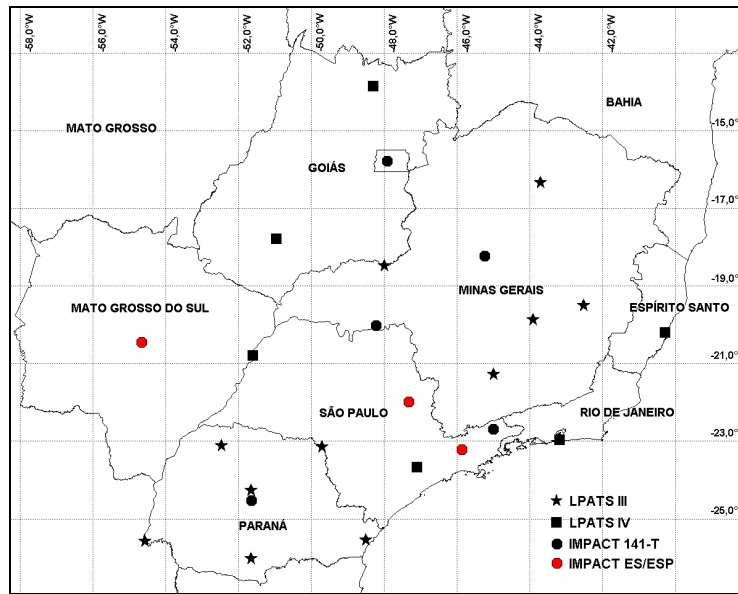 -58,0°W
-56,0°W
-54,0°W
-52,0°W
-50,0°W
-48,0°W
-46,0°W
-44,0°W
-42,0°W
BAHIA
MATO GROSSO
-15,0°
GOIÁS
-17,0°
-19,0°
MINAS GERAIS
MATO GROSSO DO SUL
ESPÍRITO SANTO
-21,0°
SÃO PAULO
RIO DE JANEIRO
-23,0°
LPATS III
-25,0°
LPATS IV
PARANÁ
IMPACT 141-T
IMPACT ES/ESP